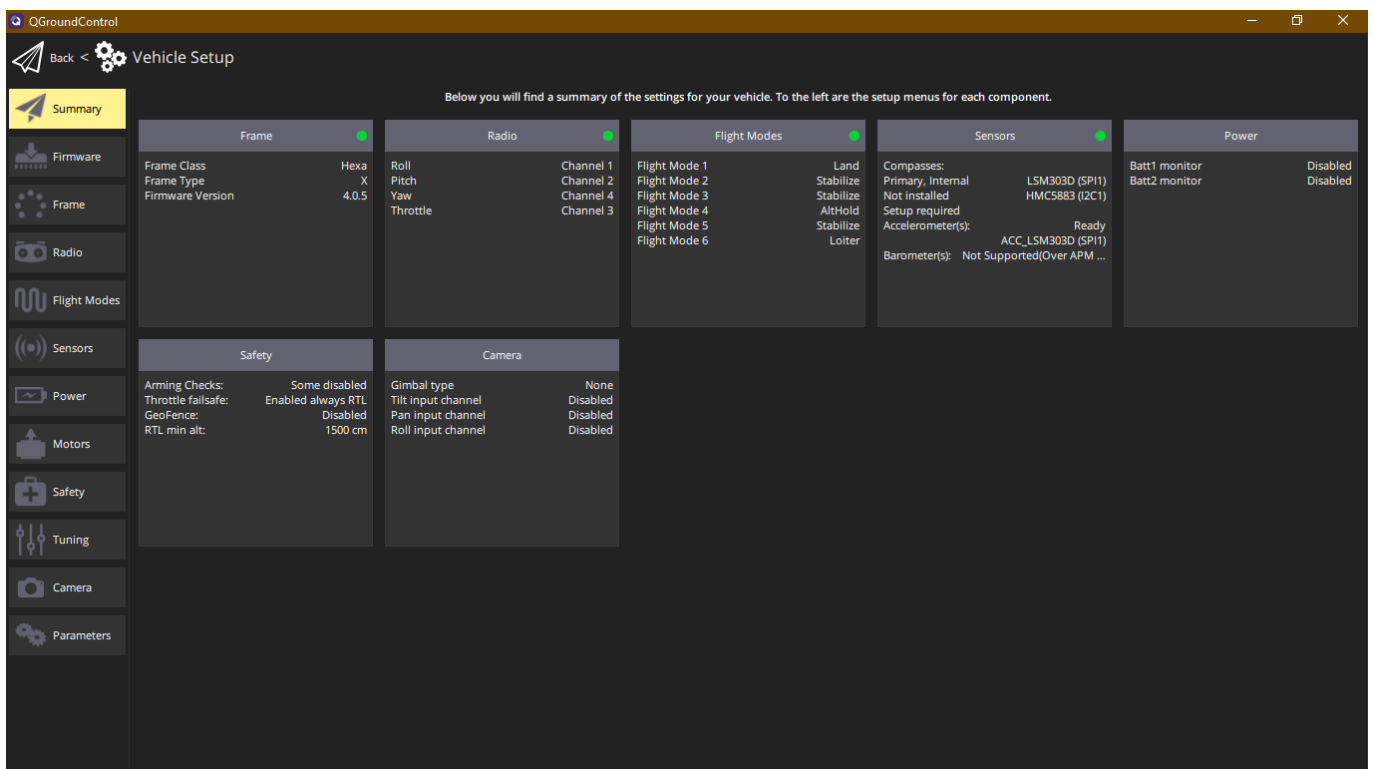 QGroundControl
Back < Vehicle Setup
Summary
Firmware
Frame
Radio
Flight Modes
Sensors
Power
Motors
Safety
Tuning
Camera
Parameters
Below you will find a summary of the settings for your vehicle. To the left are the setup menus for each component.
Frame
Frame Class Hexa
Frame Type X
Firmware Version 4.0.5
Radio
Roll Channel 1
Pitch Channel 2
Yaw Channel 4
Throttle Channel 3
Flight Modes
Flight Mode 1 Land
Flight Mode 2 Stabilize
Flight Mode 3 Stabilize
Flight Mode 4 AltHold
Flight Mode 5 Stabilize
Flight Mode 6 Loiter
Sensors
Compasses:
Primary, Internal LSM303D (SPI1)
Not installed HMC5883 (I2C1)
Setup required
Accelerometer(s): Ready
ACC_LSM303D (SPI1)
Barometer(s): Not Supported(Over APM ...
Power
Batt1 monitor Disabled
Batt2 monitor Disabled
Safety
Arming Checks: Some disabled
Throttle failsafe: Enabled always RTL
GeoFence: Disabled
RTL min alt: 1500 cm
Camera
Gimbal type None
Tilt input channel Disabled
Pan input channel Disabled
Roll input channel Disabled